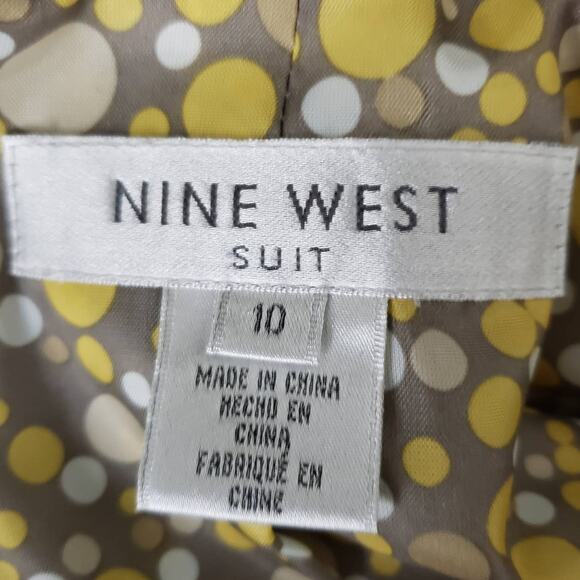 NINE WEST
SUIT
10
MADE IN CHINA
HECHO EN
CHINA
FABRIQUÉ EN
CHINE